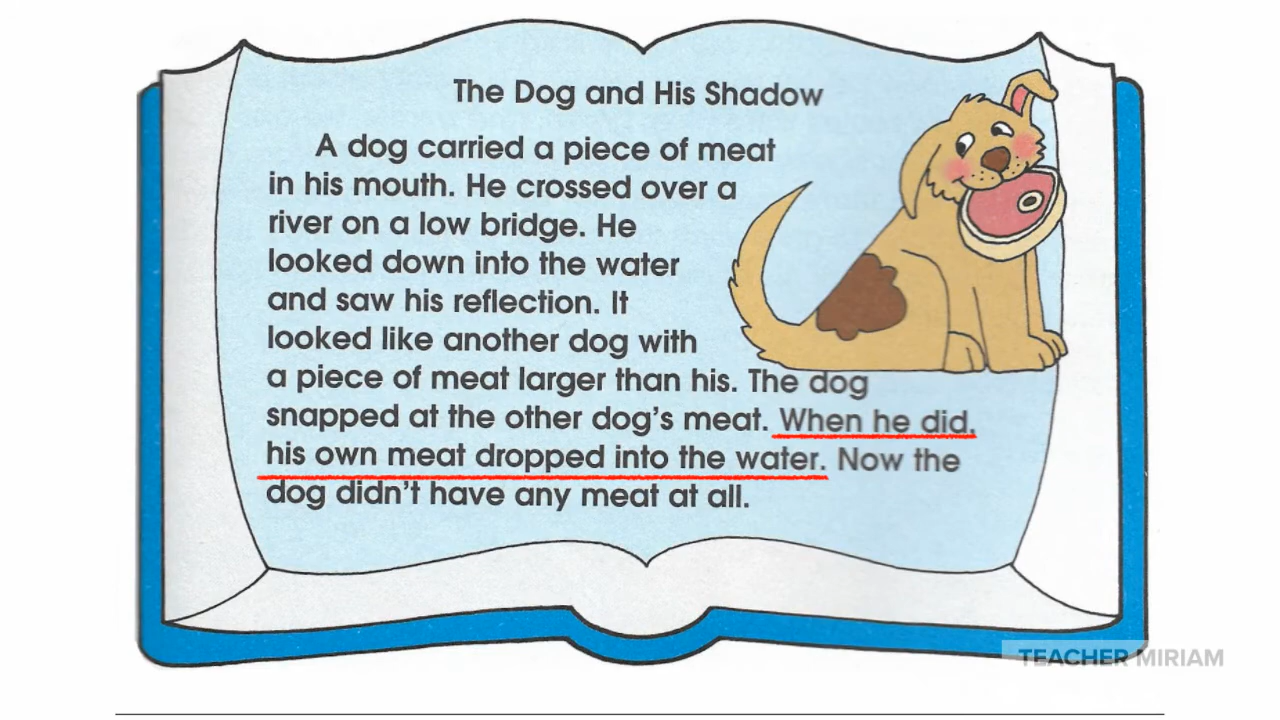 The Dog and His Shadow
A dog carried a piece of meat
in his mouth. He crossed over a
river on a low bridge. He
looked down into the water
and saw his reflection. It
looked like another dog with
a piece of meat larger than his. The dog
snapped at the other dog's meat. When he did,
his own meat dropped into the water. Now the
dog didn't have any meat at all.
TEACHER MIRIAM